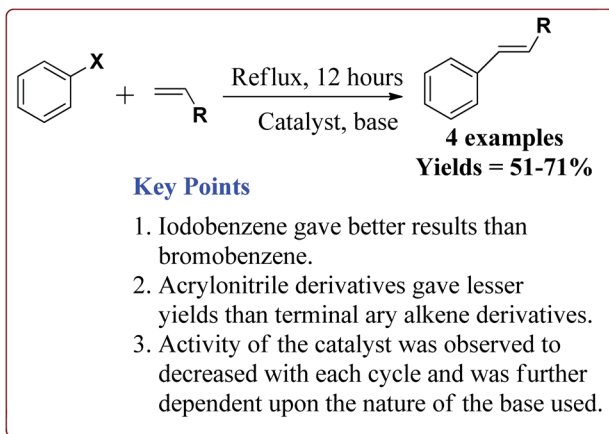 X
+
R
Reflux, 12 hours
Catalyst, base
R
4 examples
Yields = 51-71%
Key Points
1. Iodobenzene gave better results than
bromobenzene.
2. Acrylonitrile derivatives gave lesser
yields than terminal ary alkene derivatives.
3. Activity of the catalyst was observed to
decreased with each cycle and was further
dependent upon the nature of the base used.